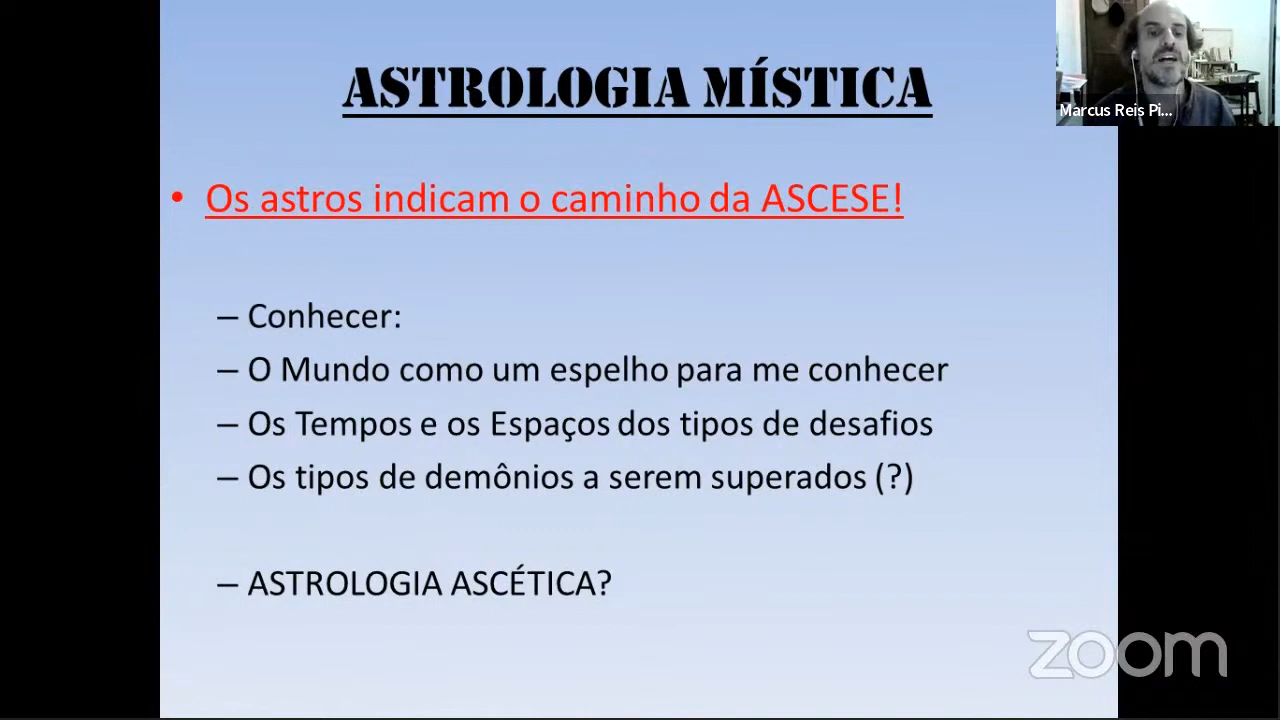 ASTROLOGIA MÍSTICA
Marcus Reis Pi...
• Os astros indicam o caminho da ASCESE!
– Conhecer:
– O Mundo como um espelho para me conhecer
– Os Tempos e os Espaços dos tipos de desafios
– Os tipos de demônios a serem superados (?)
– ASTROLOGIA ASCÉTICA?
zoom